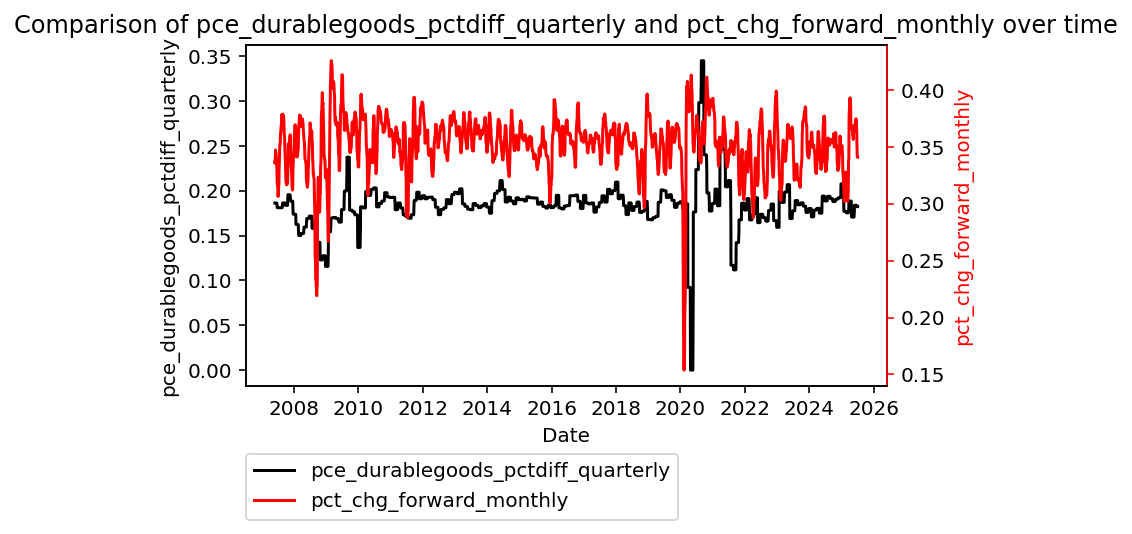 Comparison of pce_durablegoods_pctdiff_quarterly and pct_chg_forward_monthly over time
pce_durablegoods_pctdiff_quarterly
0.35
0.30
0.25
0.20
0.15
0.10
0.05
0.00
0.40
0.35
0.30
0.25
0.20
0.15
pct_chg_forward_monthly
2008 2010 2012 2014 2016 2018 2020 2022 2024 2026
Date
pce_durablegoods_pctdiff_quarterly
pct_chg_forward_monthly